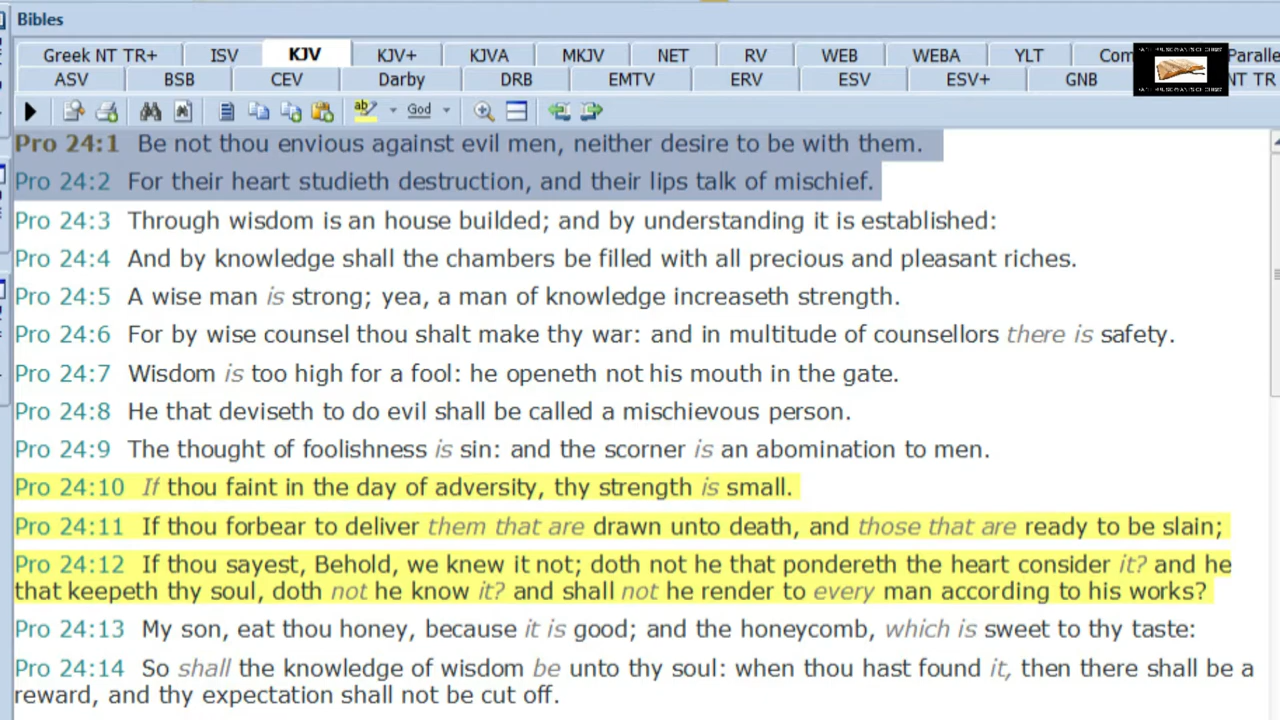 Bibles
Greek NT TR+ ISV KJV KJV+ KJVA MKJV NET RV WEB WEBA YLT Com Paralle
ASV BSB CEV Darby DRB EMTV ERV ESV ESV+ GNB NT TR
ab God
Pro 24:1 Be not thou envious against evil men, neither desire to be with them.
Pro 24:2 For their heart studieth destruction, and their lips talk of mischief.
Pro 24:3 Through wisdom is an house builded; and by understanding it is established:
Pro 24:4 And by knowledge shall the chambers be filled with all precious and pleasant riches.
Pro 24:5 A wise man is strong; yea, a man of knowledge increaseth strength.
Pro 24:6 For by wise counsel thou shalt make thy war: and in multitude of counsellors there is safety.
Pro 24:7 Wisdom is too high for a fool: he openeth not his mouth in the gate.
Pro 24:8 He that deviseth to do evil shall be called a mischievous person.
Pro 24:9 The thought of foolishness is sin: and the scorner is an abomination to men.
Pro 24:10 If thou faint in the day of adversity, thy strength is small.
Pro 24:11 If thou forbear to deliver them that are drawn unto death, and those that are ready to be slain;
Pro 24:12 If thou sayest, Behold, we knew it not; doth not he that pondereth the heart consider it? and he
that keepeth thy soul, doth not he know it? and shall not he render to every man according to his works?
Pro 24:13 My son, eat thou honey, because it is good; and the honeycomb, which is sweet to thy taste:
Pro 24:14 So shall the knowledge of wisdom be unto thy soul: when thou hast found it, then there shall be a
reward, and thy expectation shall not be cut off.